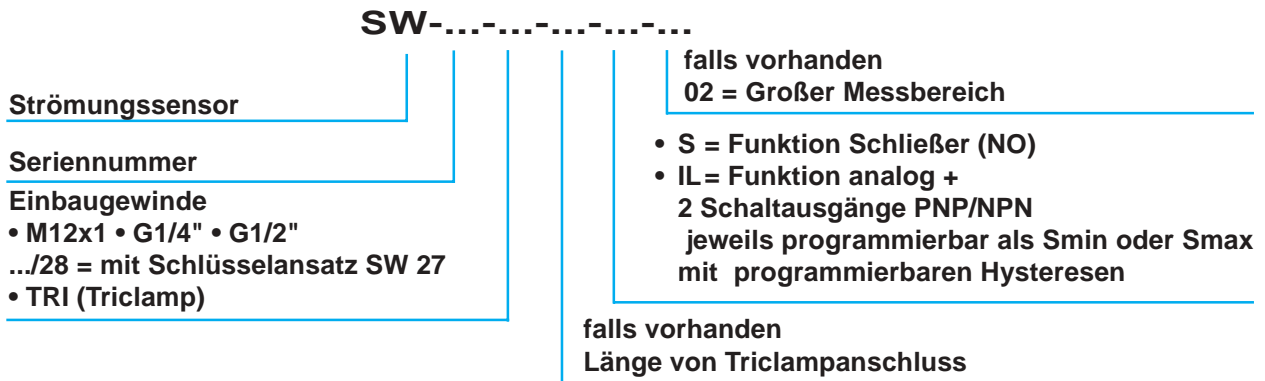 SW-...-...-...-...-...
Strömungssensor
Seriennummer
Einbaugewinde
• M12x1 • G1/4" • G1/2"
.../28 = mit Schlüsselansatz SW 27
• TRI (Triclamp)
falls vorhanden
02 = Großer Messbereich
• S = Funktion Schließer (NO)
• IL= Funktion analog +
2 Schaltausgänge PNP/NPN
jeweils programmierbar als Smin oder Smax
mit programmierbaren Hysteresen
falls vorhanden
Länge von Triclampanschluss